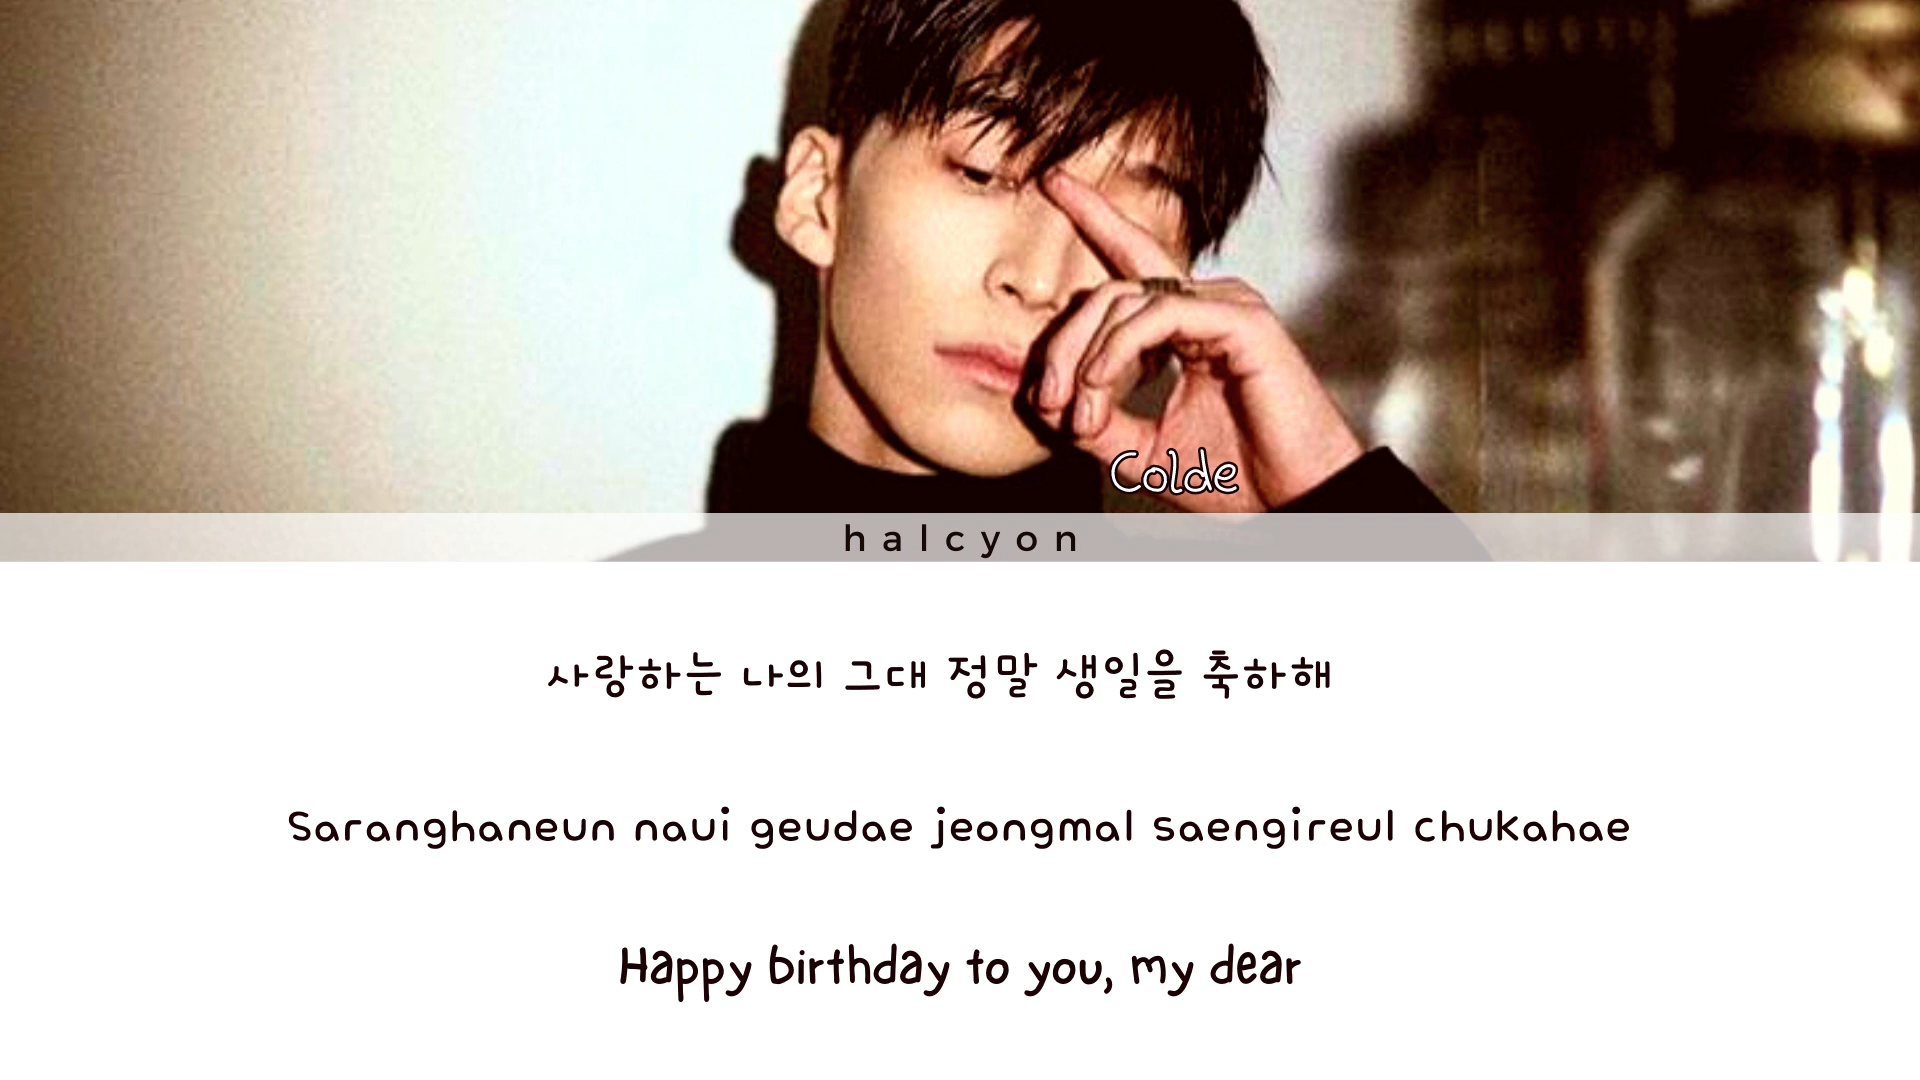 Colde
halcyon
사랑하는 나의 그대 정말 생일을 축하해
Saranghaneun naui geudae jeongmal saengireul chukahae
Happy birthday to you, my dear